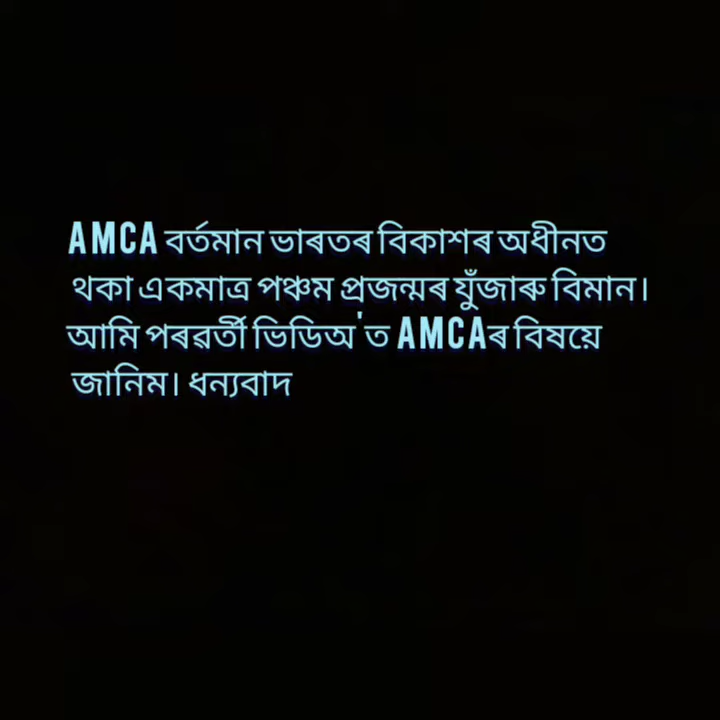 AMCA বৰ্তমান ভাৰতৰ বিকাশৰ অধীনত
থকা একমাত্ৰ পঞ্চম প্ৰজন্মৰ যুঁজাৰু বিমান।
আমি পৰৱৰ্তী ভিডিঅ'ত AMCAৰ বিষয়ে
জানিম। ধন্যবাদ